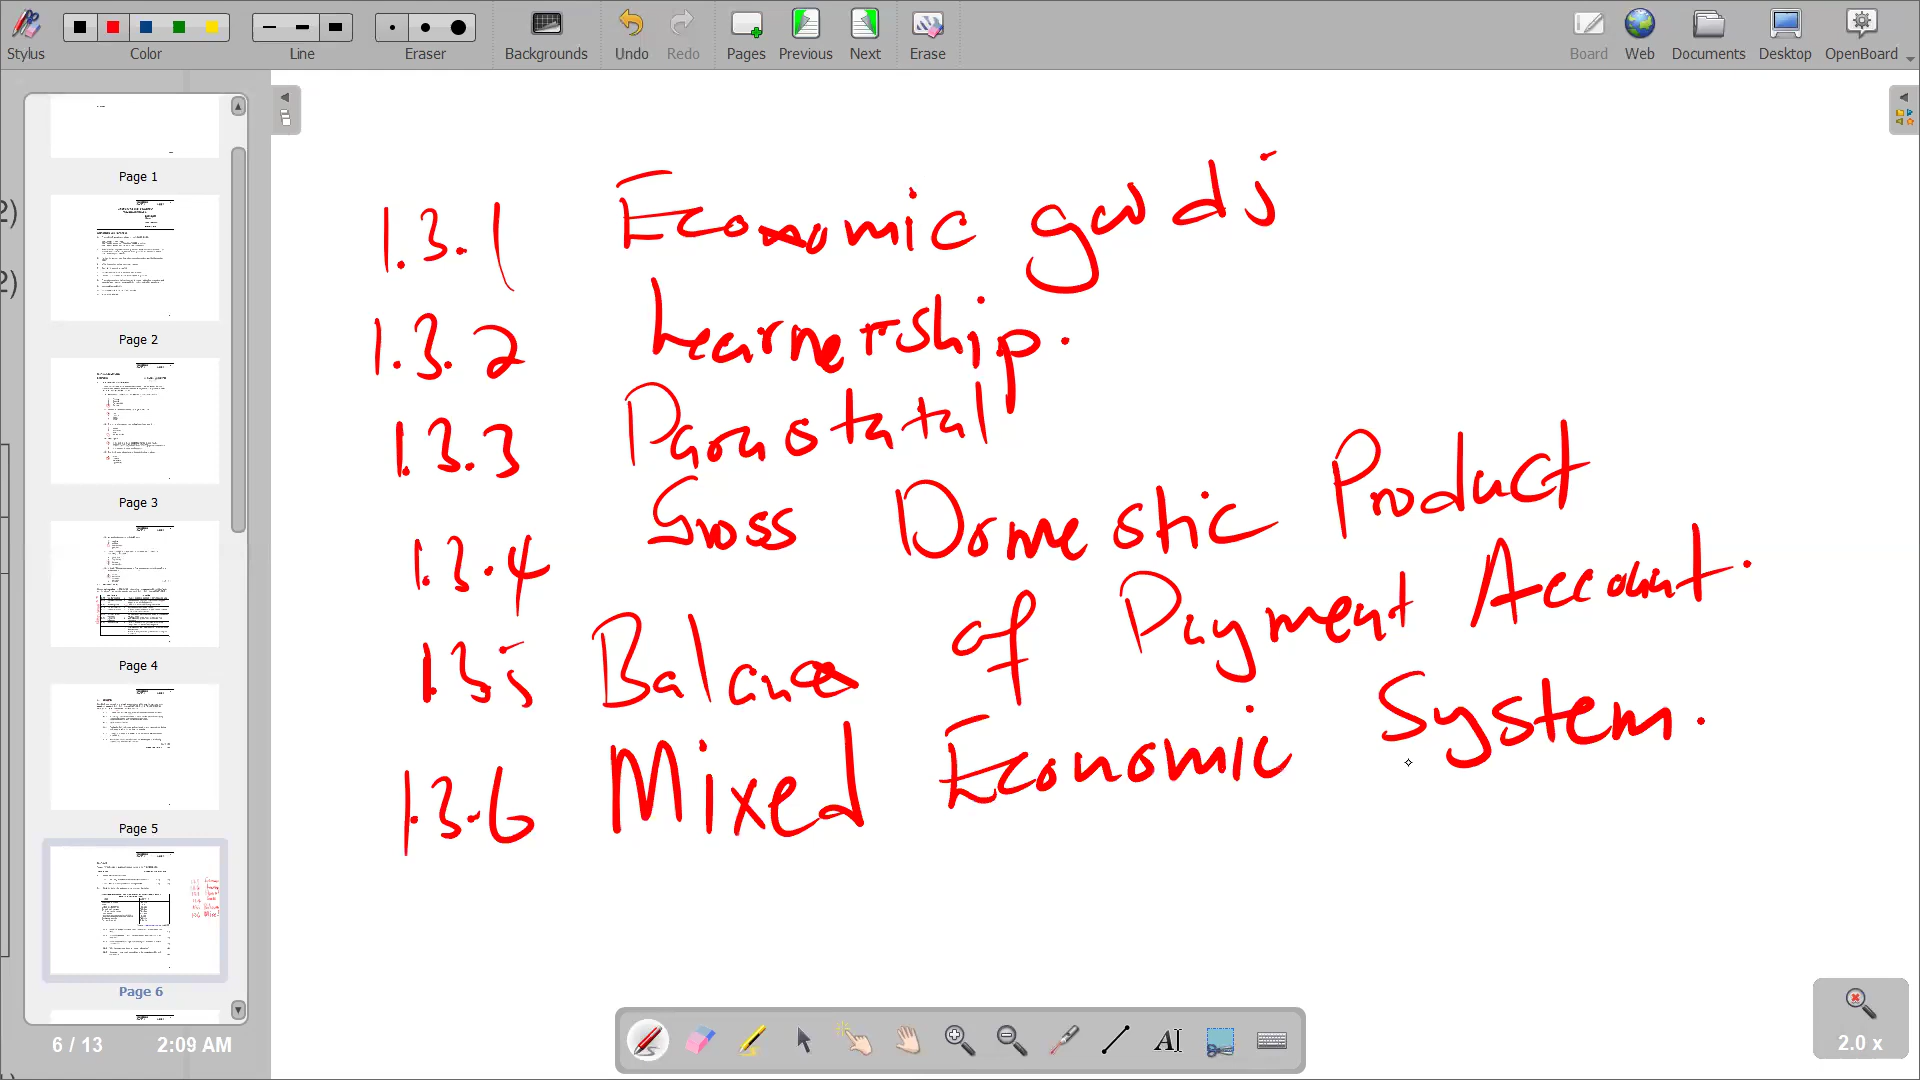 Stylus Color Line Eraser Backgrounds Undo Redo Pages Previous Next Erase Board Web Documents Desktop OpenBoard
Page 1
Page 2
Page 3
Page 4
Page 5
Page 6
6 / 13 2:09 AM
2)
2)
1.3.1 Economic goods
1.3.2 Learnership.
1.3.3 Parastatal
1.3.4 Gross Domestic Product
1.3.5 Balance of Payment Account.
1.3.6 Mixed Economic System.
2.0 x